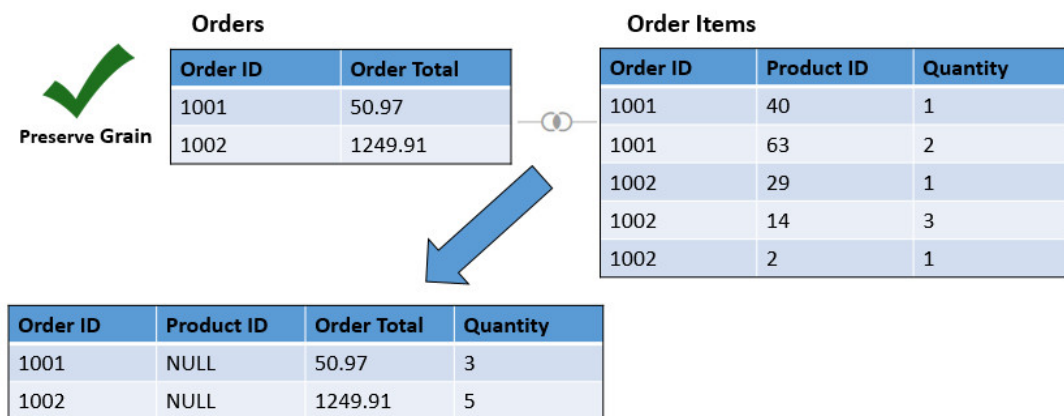 Orders
Order ID Order Total
1001 50.97
1002 1249.91
Preserve Grain
Order Items
Order ID Product ID Quantity
1001 40 1
1001 63 2
1002 29 1
1002 14 3
1002 2 1
Order ID Product ID Order Total Quantity
1001 NULL 50.97 3
1002 NULL 1249.91 5